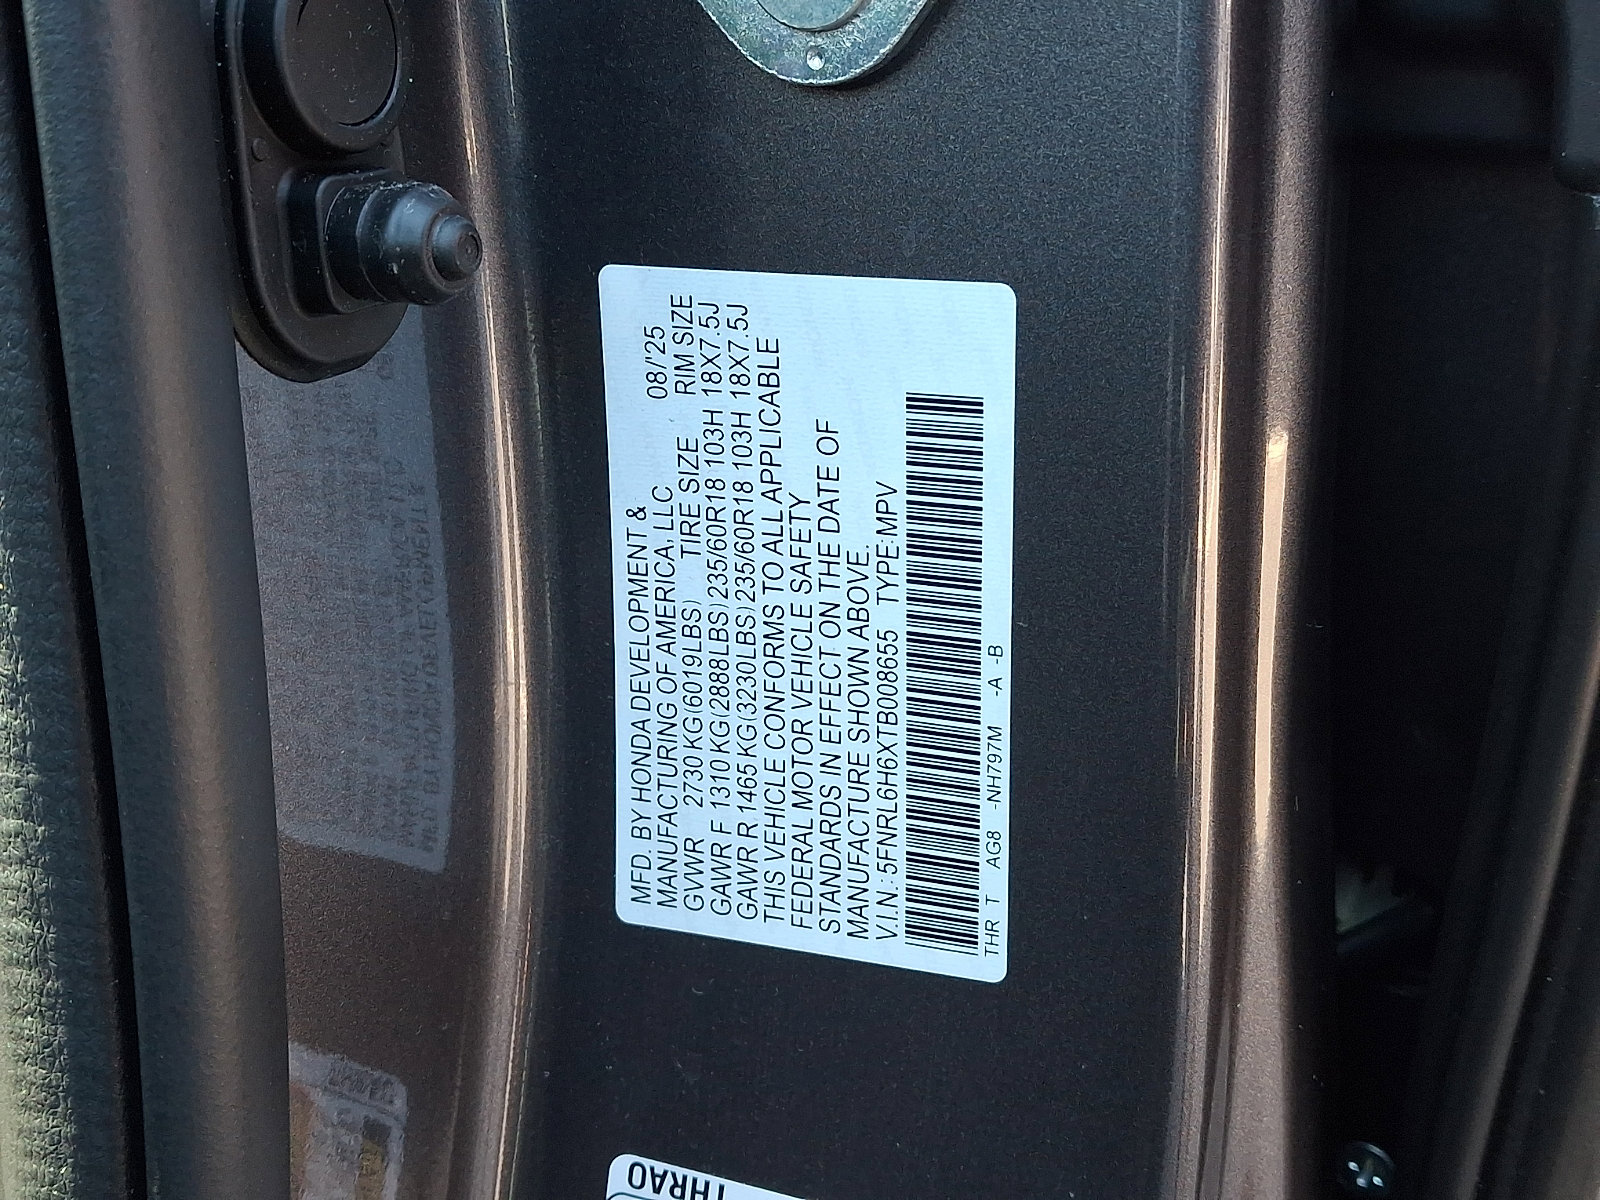 MFD. BY HONDA DEVELOPMENT &
MANUFACTURING OF AMERICA, LLC 08/'25
GVWR 2730 KG(6019LBS) TIRE SIZE RIM SIZE
GAWR F 1310 KG(2888LBS) 235/60R18 103H 18X7.5J
GAWR R 1465 KG(3230LBS) 235/60R18 103H 18X7.5J
THIS VEHICLE CONFORMS TO ALL APPLICABLE
FEDERAL MOTOR VEHICLE SAFETY
STANDARDS IN EFFECT ON THE DATE OF
MANUFACTURE SHOWN ABOVE.
V.I.N.:5FNRL6H6XTB008655 TYPE:MPV
THR T AG8 -NH797M -A -B
THRA0